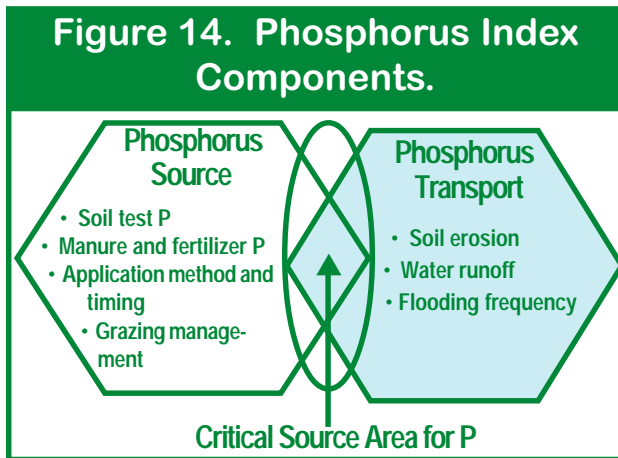 Figure 14. Phosphorus Index
Components.
Phosphorus
Source
• Soil test P
• Manure and fertilizer P
• Application method and
timing
• Grazing manage-
ment
Phosphorus
Transport
• Soil erosion
• Water runoff
• Flooding frequency
Critical Source Area for P